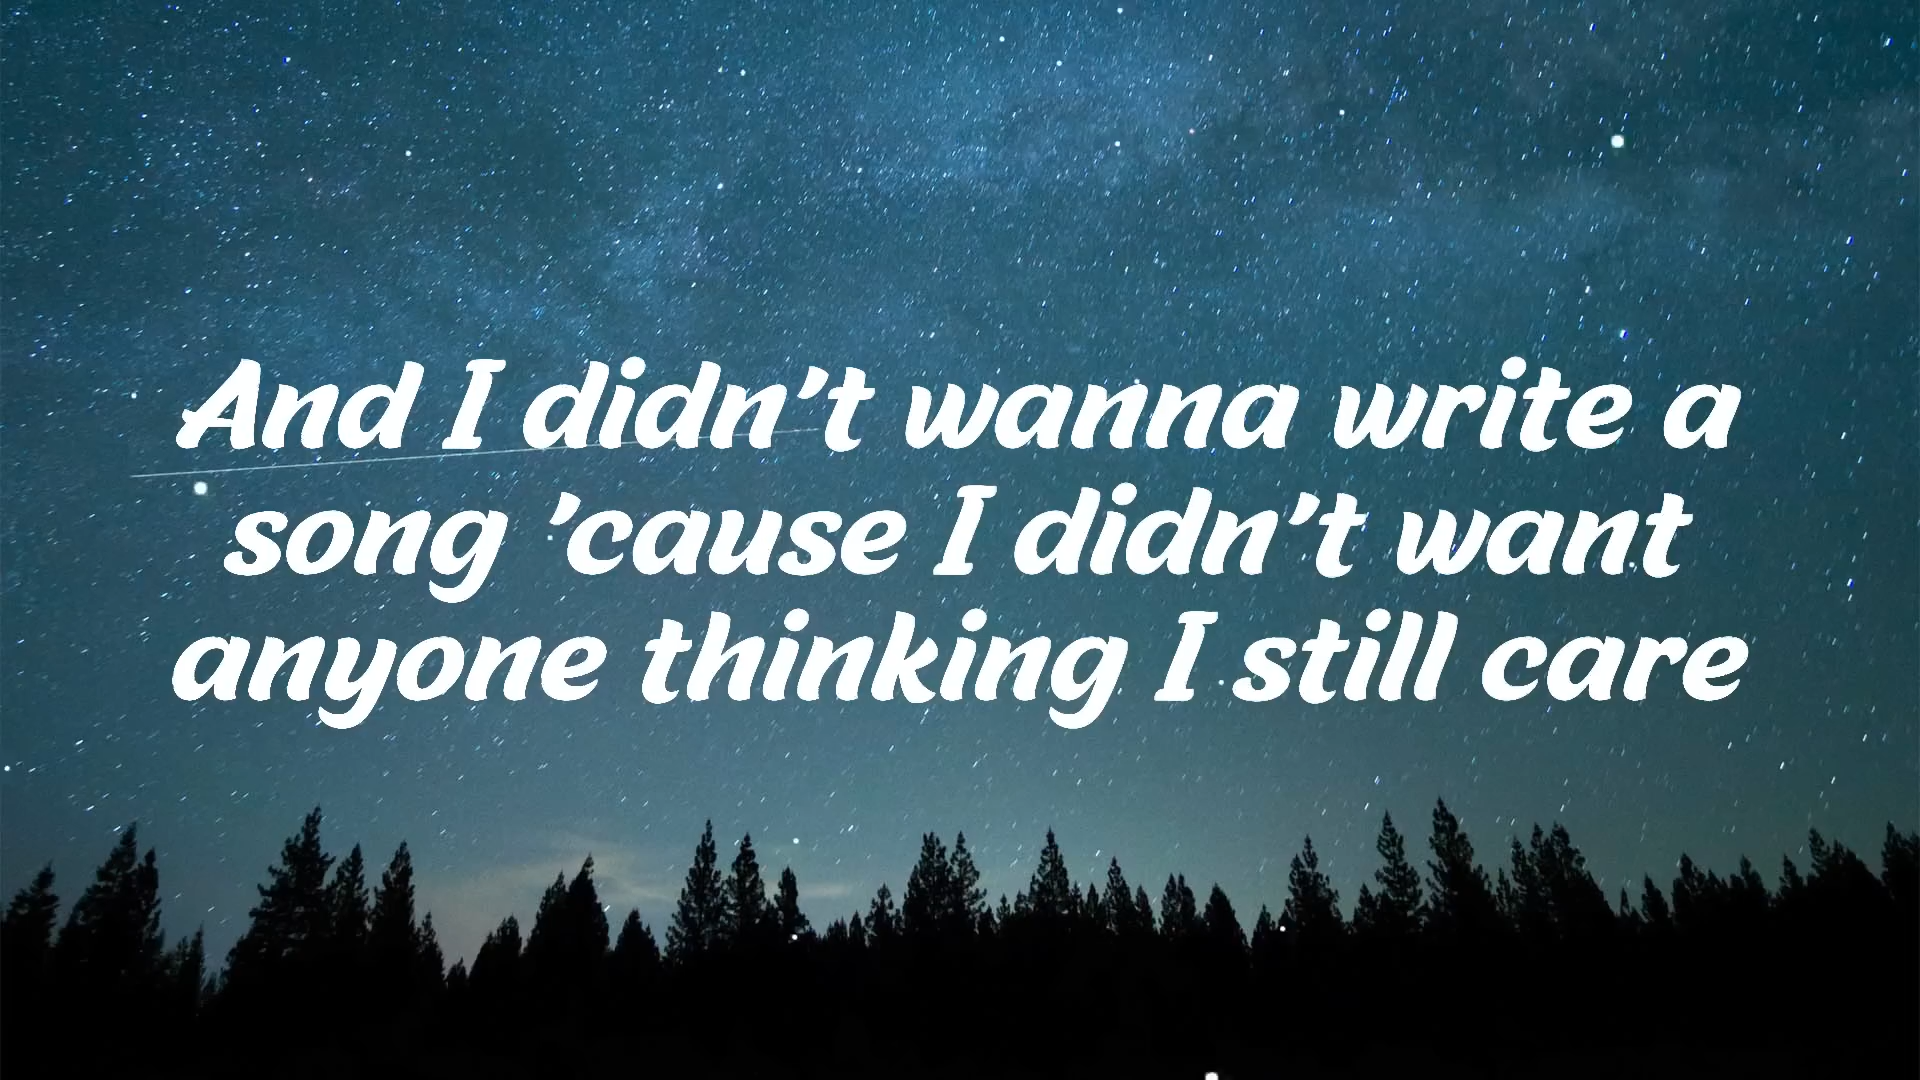 And I didn't wanna write a
song 'cause I didn't want
anyone thinking I still care